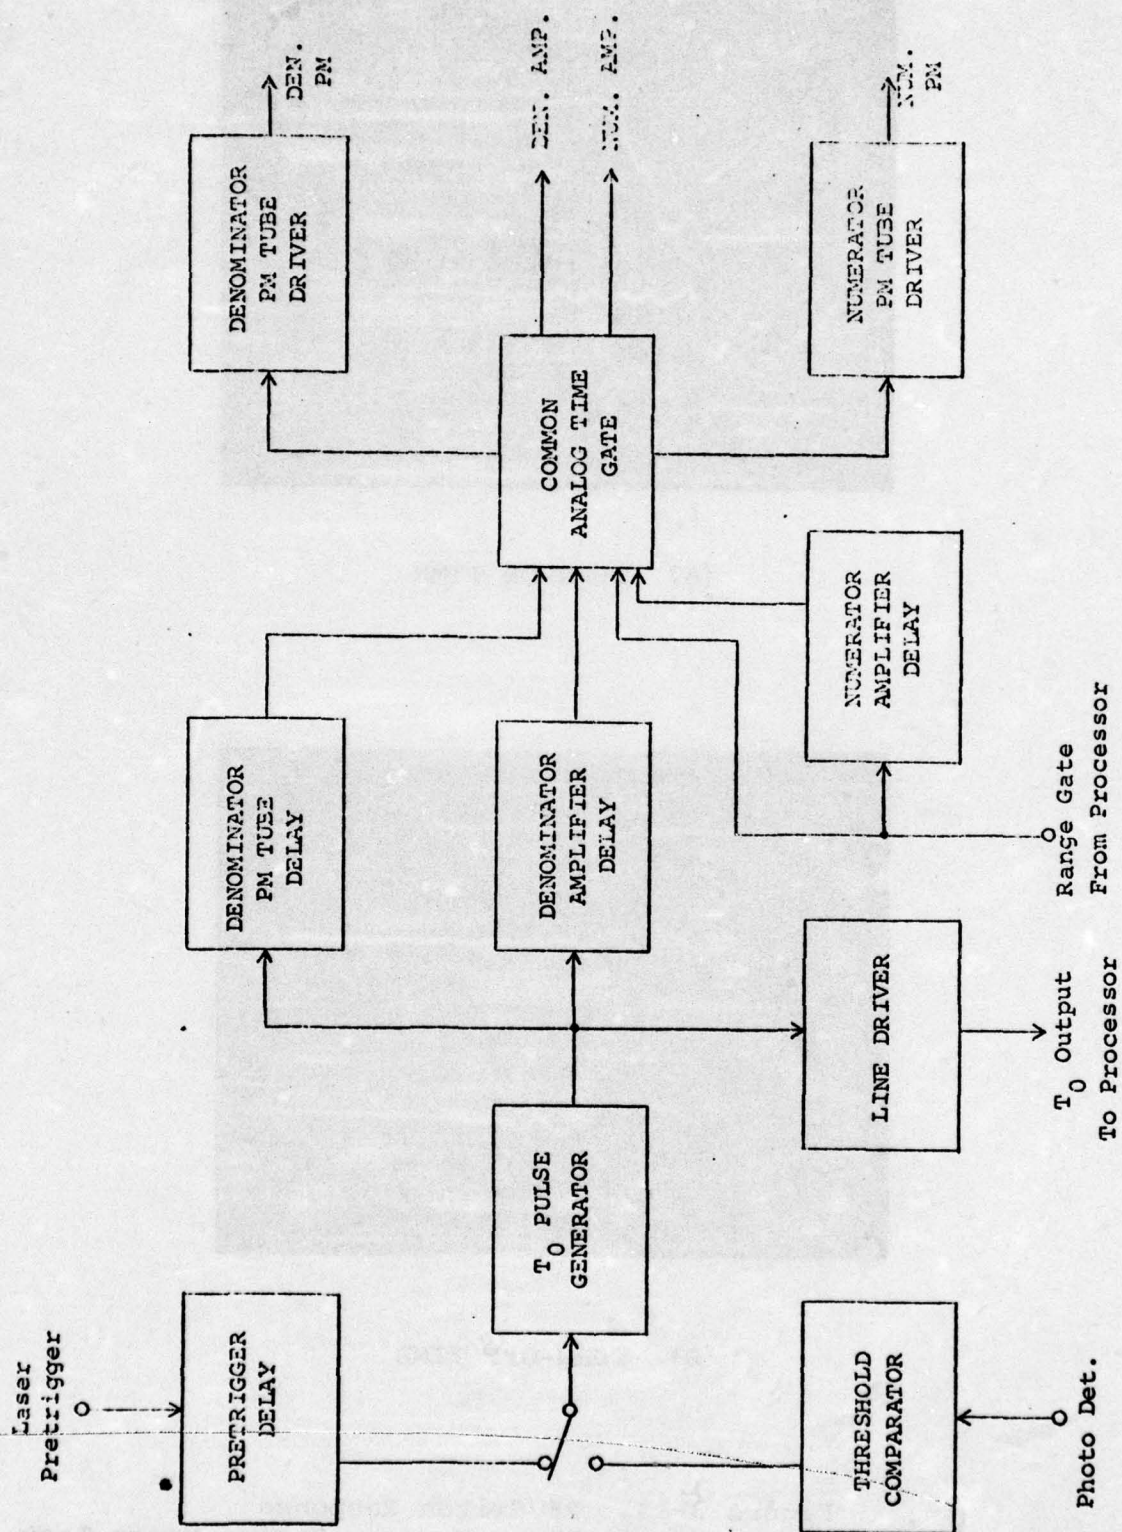 Laser
Pretrigger
PRETRIGGER
DELAY
THRESHOLD
COMPARATOR
Photo Det.
T0 PULSE
GENERATOR
DENOMINATOR
PM TUBE
DELAY
DENOMINATOR
AMPLIFIER
DELAY
LINE DRIVER
T0 Output
To Processor
Range Gate
From Processor
NUMERATOR
AMPLIFIER
DELAY
COMMON
ANALOG TIME
GATE
DENOMINATOR
PM TUBE
DRIVER
DEN.
PM
DEN. AMP.
NUM. AMP.
NUMERATOR
PM TUBE
DRIVER
NUM.
PM